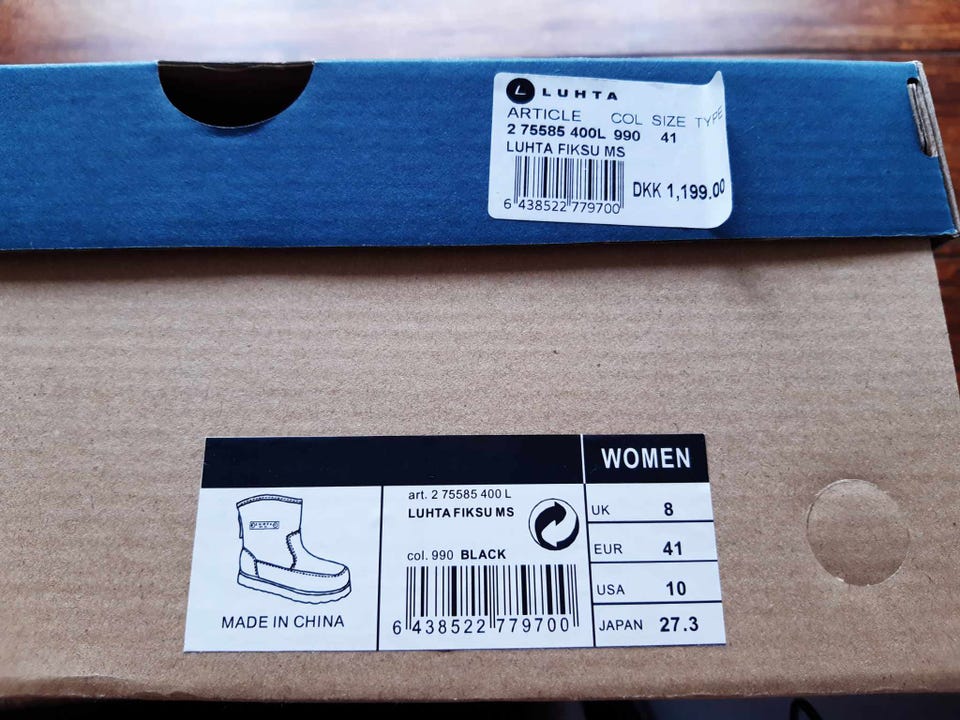 L LUHTA
ARTICLE COL SIZE TYPE
2 75585 400L 990 41
LUHTA FIKSU MS
DKK 1,199.00
6 438522 779700
WOMEN
art. 2 75585 400 L
LUHTA FIKSU MS
col. 990 BLACK
6 438522 779700
MADE IN CHINA
UK 8
EUR 41
USA 10
JAPAN 27.3